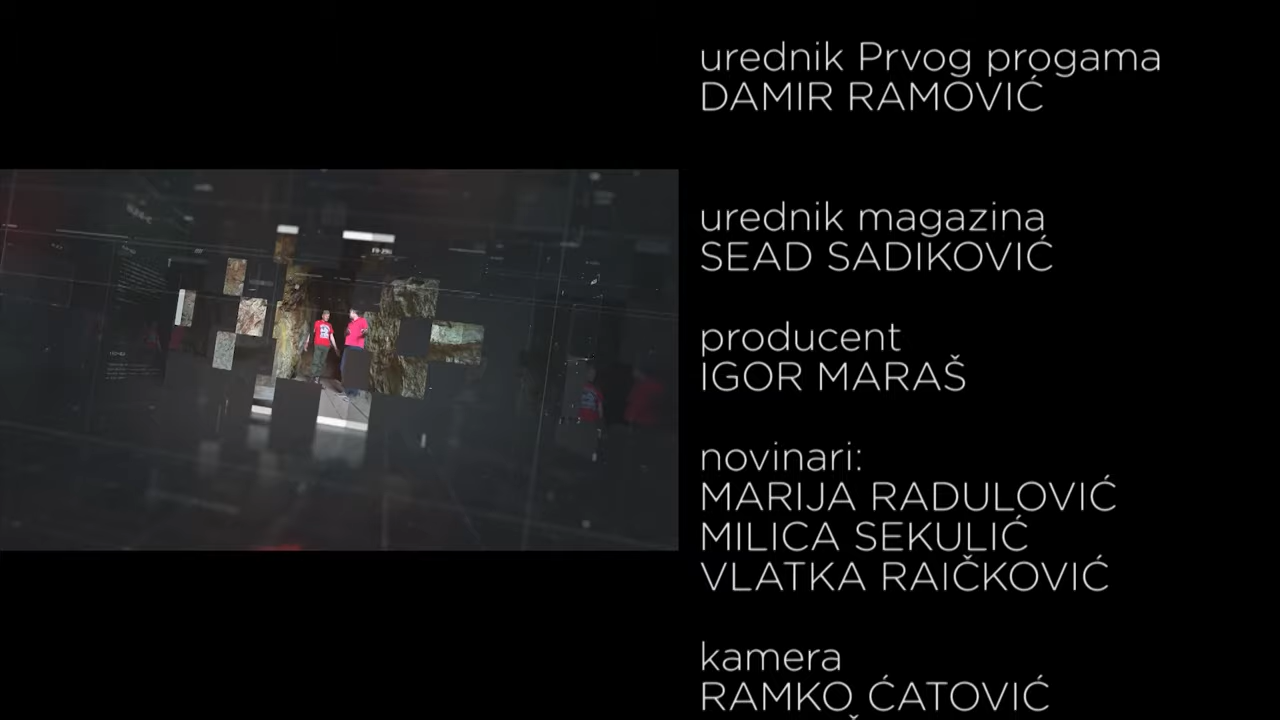 urednik Prvog progama
DAMIR RAMOVIĆ
urednik magazina
SEAD SADIKOVIĆ
producent
IGOR MARAŠ
novinari:
MARIJA RADULOVIĆ
MILICA SEKULIĆ
VLATKA RAIČKOVIĆ
kamera
RAMKO ĆATOVIĆ